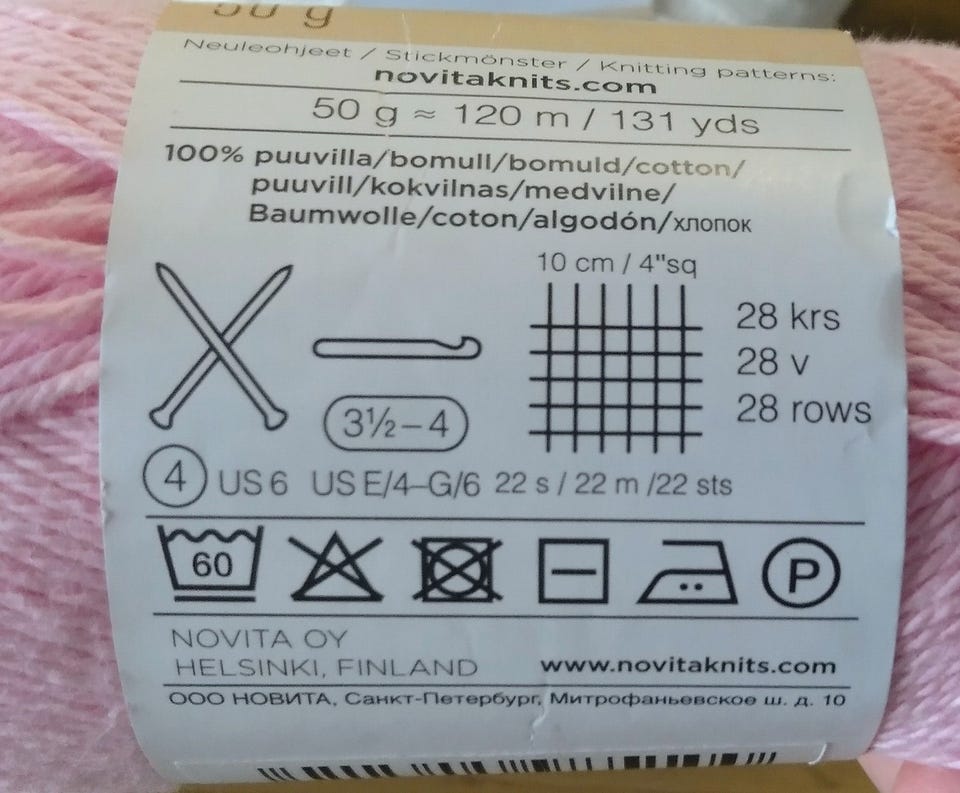 50 g
Neuleohjeet / Stickmönster / Knitting patterns:
novitaknits.com
50 g ≈ 120 m / 131 yds
100% puuvilla/bomull/bomuld/cotton/
puuvill/kokvilnas/medvilne/
Baumwolle/coton/algodón/хлопок
10 cm / 4"sq
28 krs
28 v
28 rows
3½–4
4 US 6 US E/4–G/6 22 s / 22 m /22 sts
60 P
NOVITA OY
HELSINKI, FINLAND www.novitaknits.com
ООО НОВИТА, Санкт-Петербург, Митрофаньевское ш. д. 10